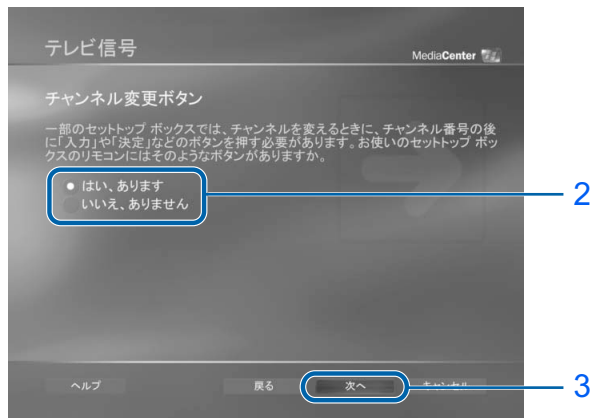 テレビ信号
MediaCenter
チャンネル変更ボタン
一部のセットトップ ボックスでは、チャンネルを変えるときに、チャンネル番号の後
に「入力」や「決定」などのボタンを押す必要があります。お使いのセットトップ ボッ
クスのリモコンにはそのようなボタンがありますか。
はい、あります
いいえ、ありません
2
ヘルプ
戻る
次へ
キャンセル
3